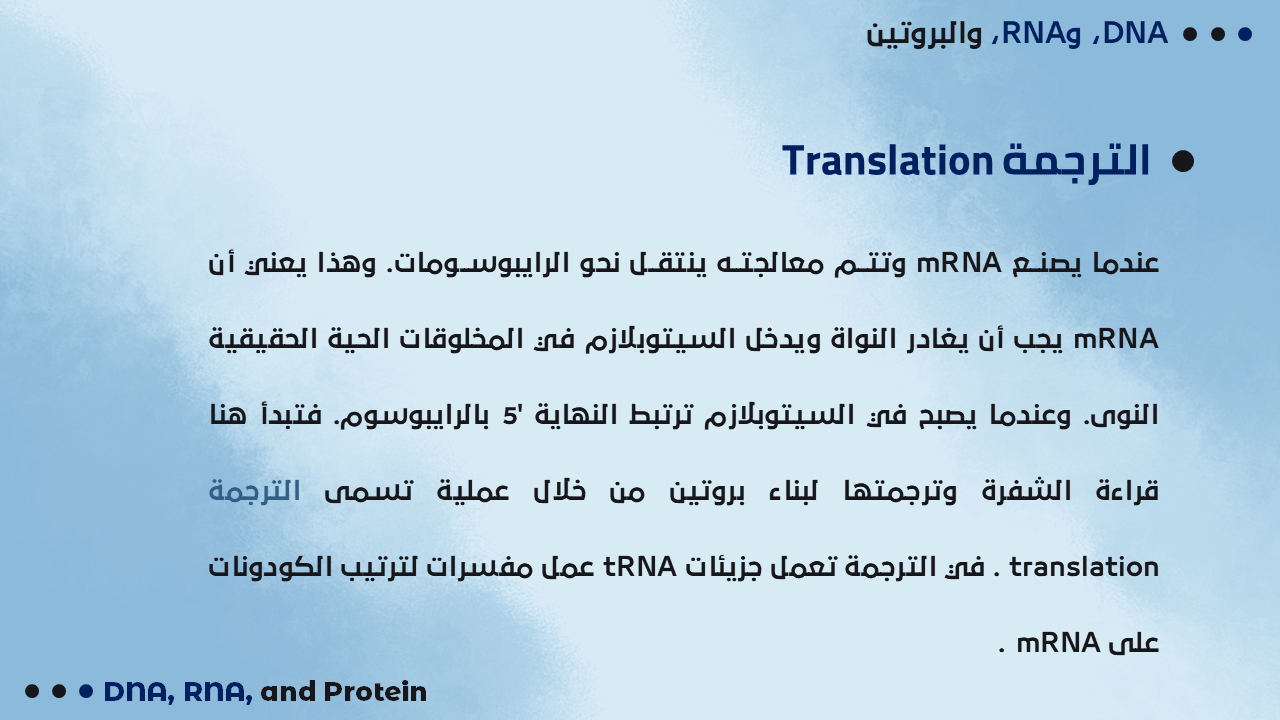 DNA، وRNA، والبروتين
الترجمة Translation
عندما يصنع mRNA وتتم معالجته ينتقل نحو الرايبوسومات. وهذا يعني أن
mRNA يجب أن يغادر النواة ويدخل السيتوبلازم في المخلوقات الحية الحقيقية
النوى. وعندما يصبح في السيتوبلازم ترتبط النهاية '5 بالرايبوسوم. فتبدأ هنا
قراءة الشفرة وترجمتها لبناء بروتين من خلال عملية تسمى الترجمة
translation . في الترجمة تعمل جزيئات tRNA عمل مفسرات لترتيب الكودونات
على mRNA .
DNA, RNA, and Protein